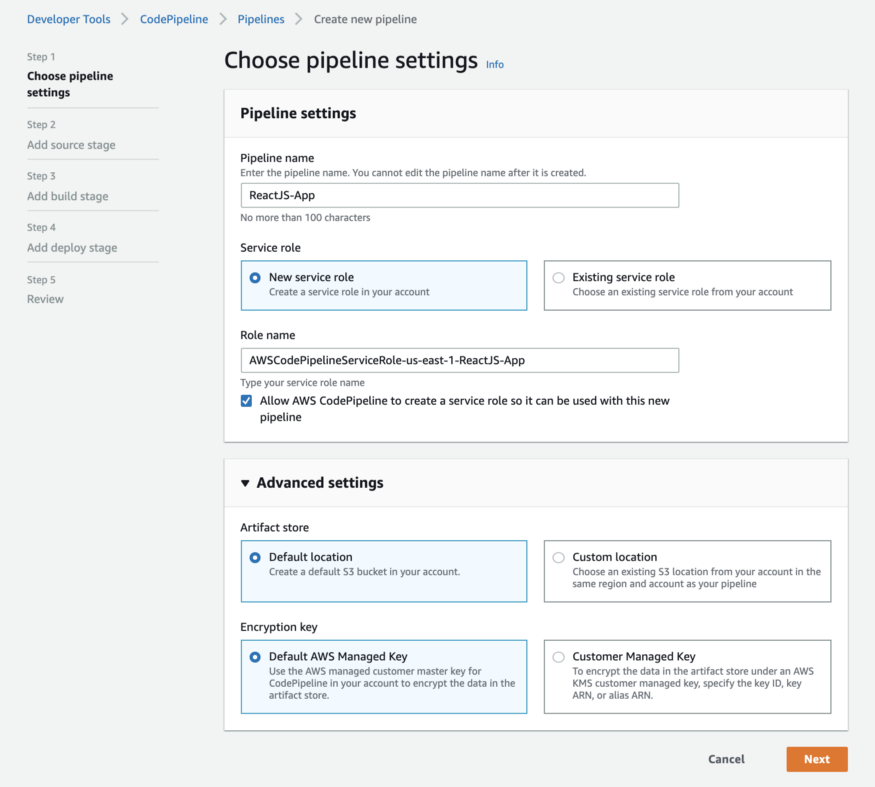 Developer Tools > CodePipeline > Pipelines > Create new pipeline
Step 1
Choose pipeline
settings
Step 2
Add source stage
Step 3
Add build stage
Step 4
Add deploy stage
Step 5
Review
Choose pipeline settings Info
Pipeline settings
Pipeline name
Enter the pipeline name. You cannot edit the pipeline name after it is created.
ReactJS-App
No more than 100 characters
Service role
New service role
Create a service role in your account
Existing service role
Choose an existing service role from your account
Role name
AWSCodePipelineServiceRole-us-east-1-ReactJS-App
Type your service role name
Allow AWS CodePipeline to create a service role so it can be used with this new
pipeline
Advanced settings
Artifact store
Default location
Create a default S3 bucket in your account.
Custom location
Choose an existing S3 location from your account in the
same region and account as your pipeline
Encryption key
Default AWS Managed Key
Use the AWS managed customer master key for
CodePipeline in your account to encrypt the data in the
artifact store.
Customer Managed Key
To encrypt the data in the artifact store under an AWS
KMS customer managed key, specify the key ID, key
ARN, or alias ARN.
Cancel
Next